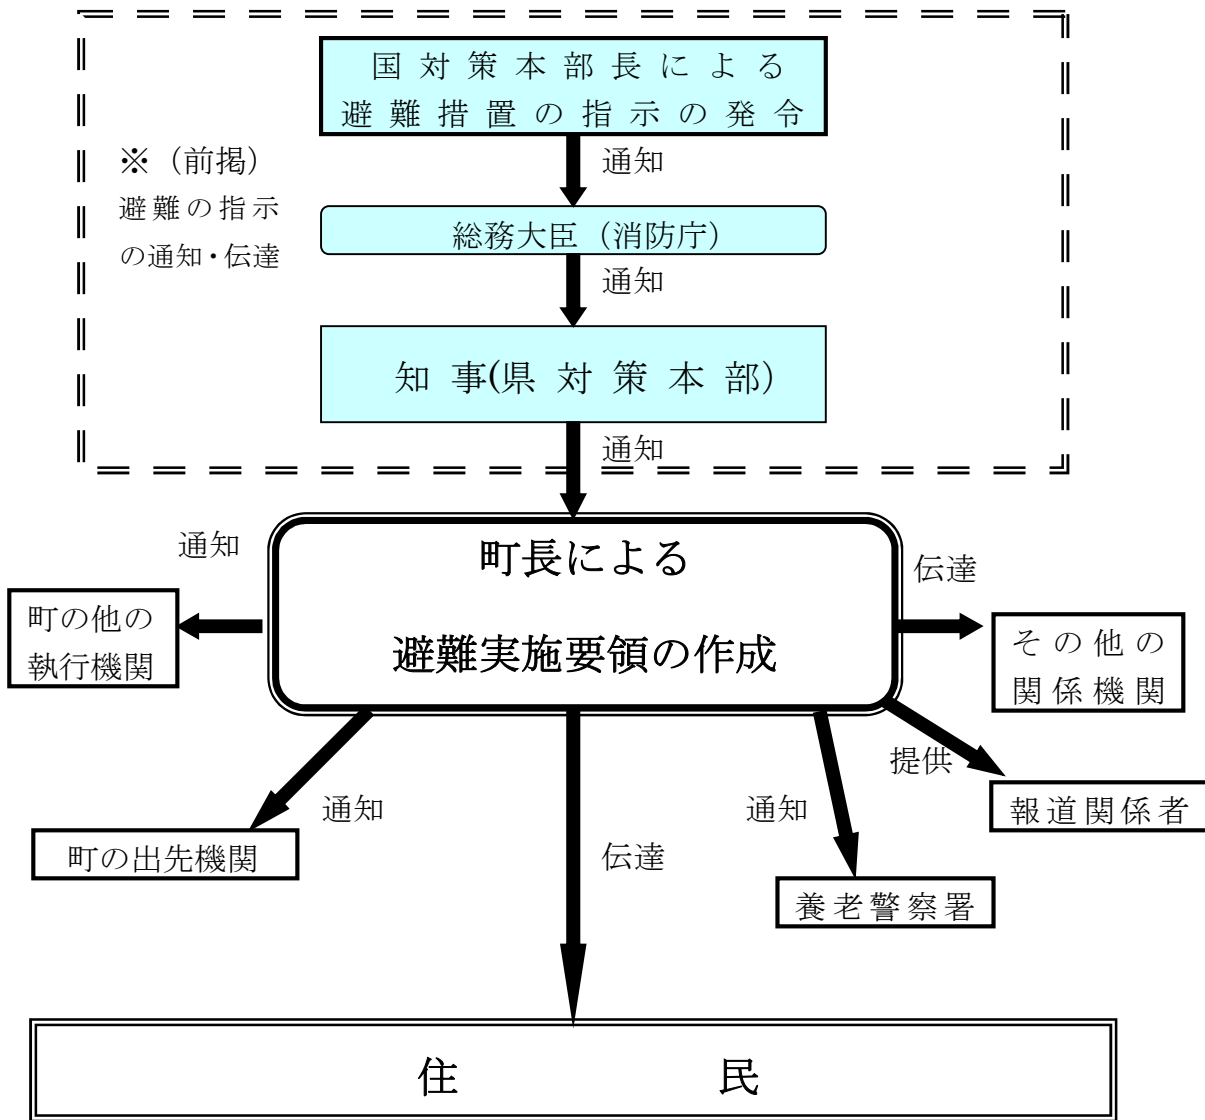 国対策本部長による
避難措置の指示の発令
通知
※（前掲）
避難の指示
の通知・伝達
総務大臣（消防庁）
通知
知事(県対策本部)
通知
町長による
避難実施要領の作成
通知
町の他の
執行機関
伝達
その他の
関係機関
通知
町の出先機関
伝達
通知
養老警察署
提供
報道関係者
住民